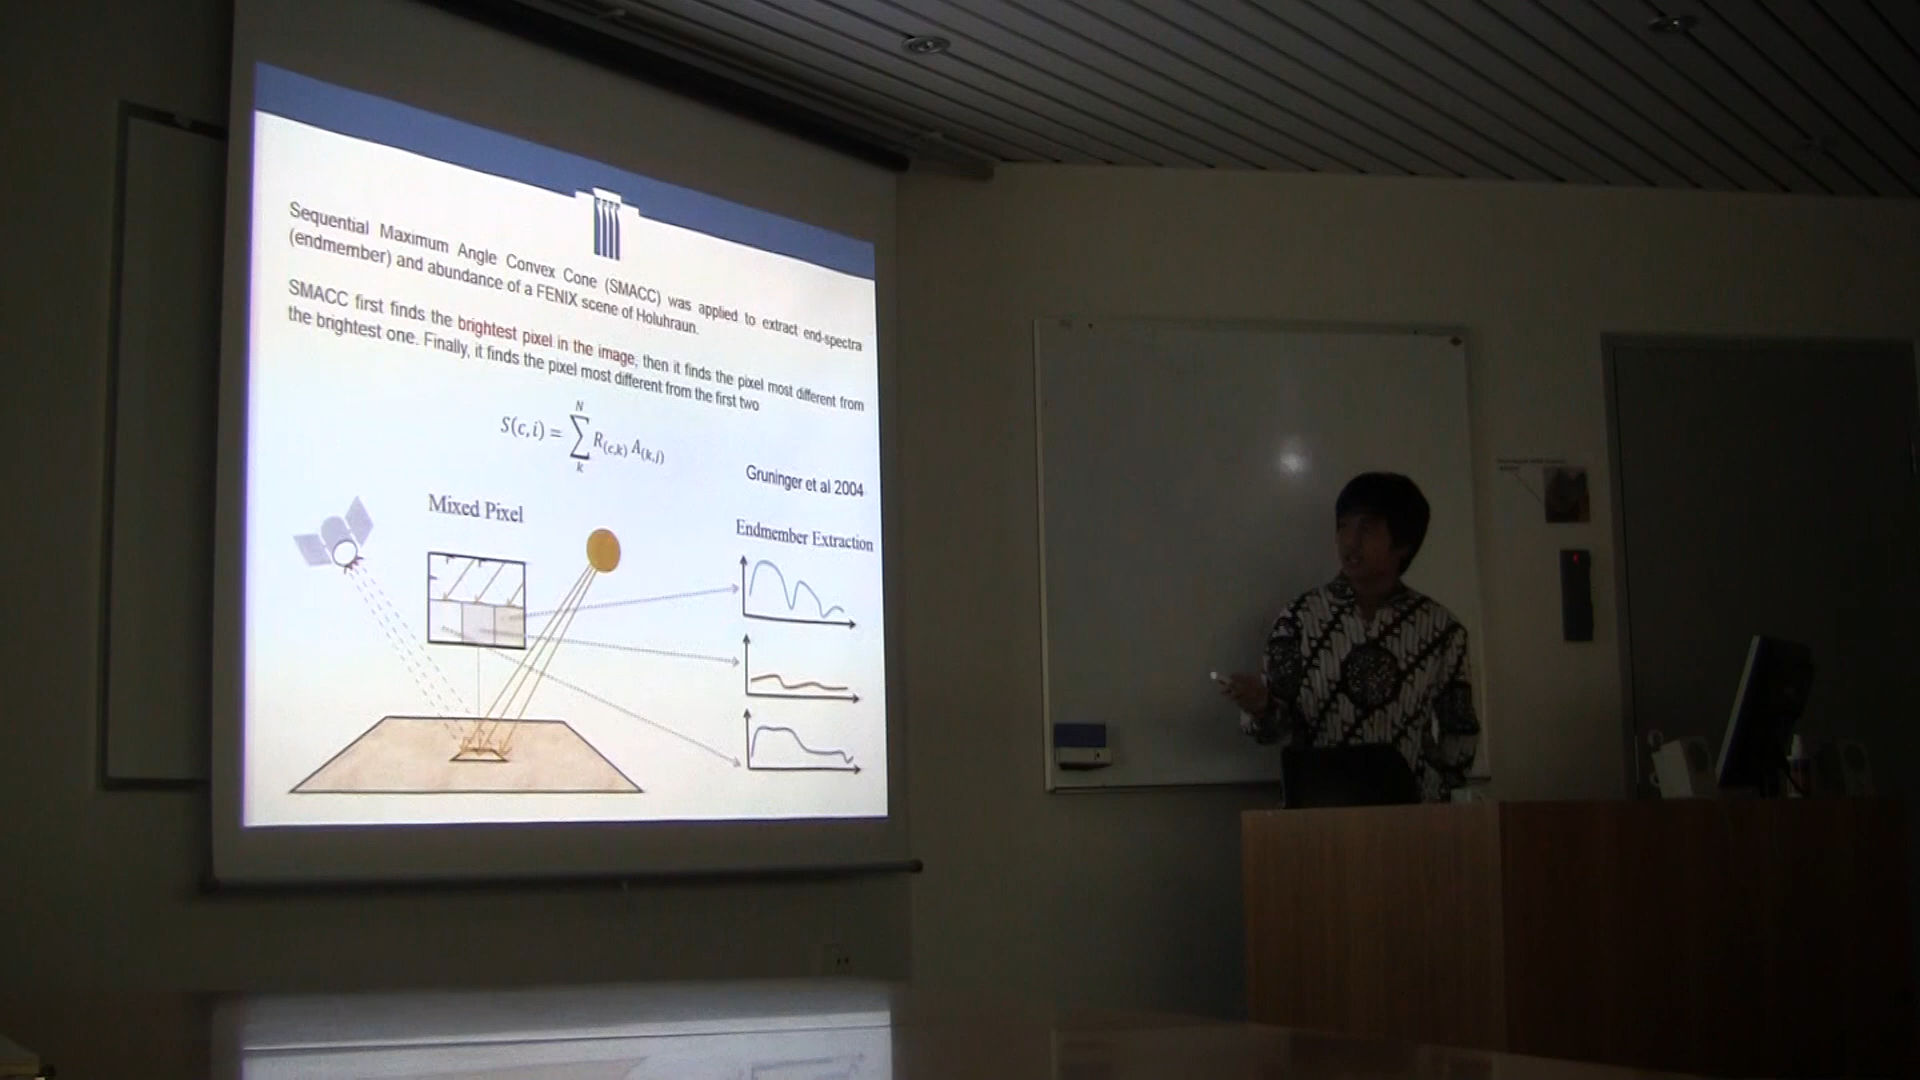 Sequential Maximum Angle Convex Cone (SMACC) was applied to extract end-spectra
(endmember) and abundance of a FENIX scene of Holuhraun.
SMACC first finds the brightest pixel in the image, then it finds the pixel most different from
the brightest one. Finally, it finds the pixel most different from the first two
S(c,i) = ∑ₖᴺ R(c,k) A(k,j)
Gruninger et al 2004
Mixed Pixel
Endmember Extraction